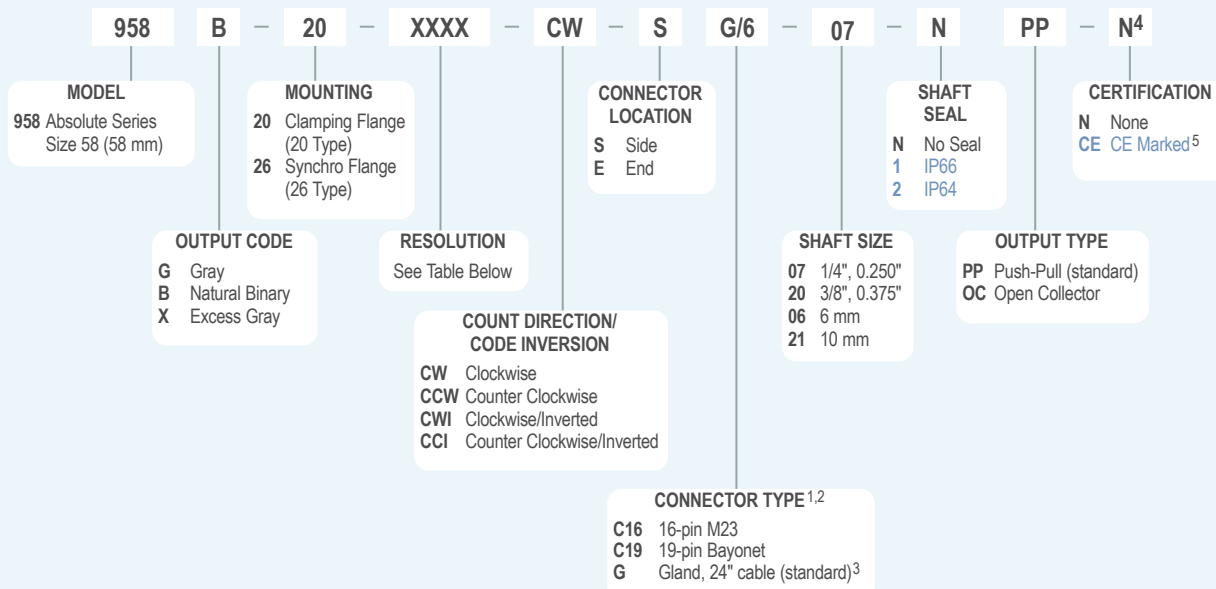 958 B – 20 – XXXX – CW – S G/6 – 07 – N PP – N4
MODEL
958 Absolute Series
Size 58 (58 mm)
MOUNTING
20 Clamping Flange
(20 Type)
26 Synchro Flange
(26 Type)
CONNECTOR
LOCATION
S Side
E End
SHAFT
SEAL
N No Seal
1 IP66
2 IP64
CERTIFICATION
N None
CE CE Marked5
OUTPUT CODE
G Gray
B Natural Binary
X Excess Gray
RESOLUTION
See Table Below
SHAFT SIZE
07 1/4", 0.250"
20 3/8", 0.375"
06 6 mm
21 10 mm
OUTPUT TYPE
PP Push-Pull (standard)
OC Open Collector
COUNT DIRECTION/
CODE INVERSION
CW Clockwise
CCW Counter Clockwise
CWI Clockwise/Inverted
CCI Counter Clockwise/Inverted
CONNECTOR TYPE1,2
C16 16-pin M23
C19 19-pin Bayonet
G Gland, 24" cable (standard)3